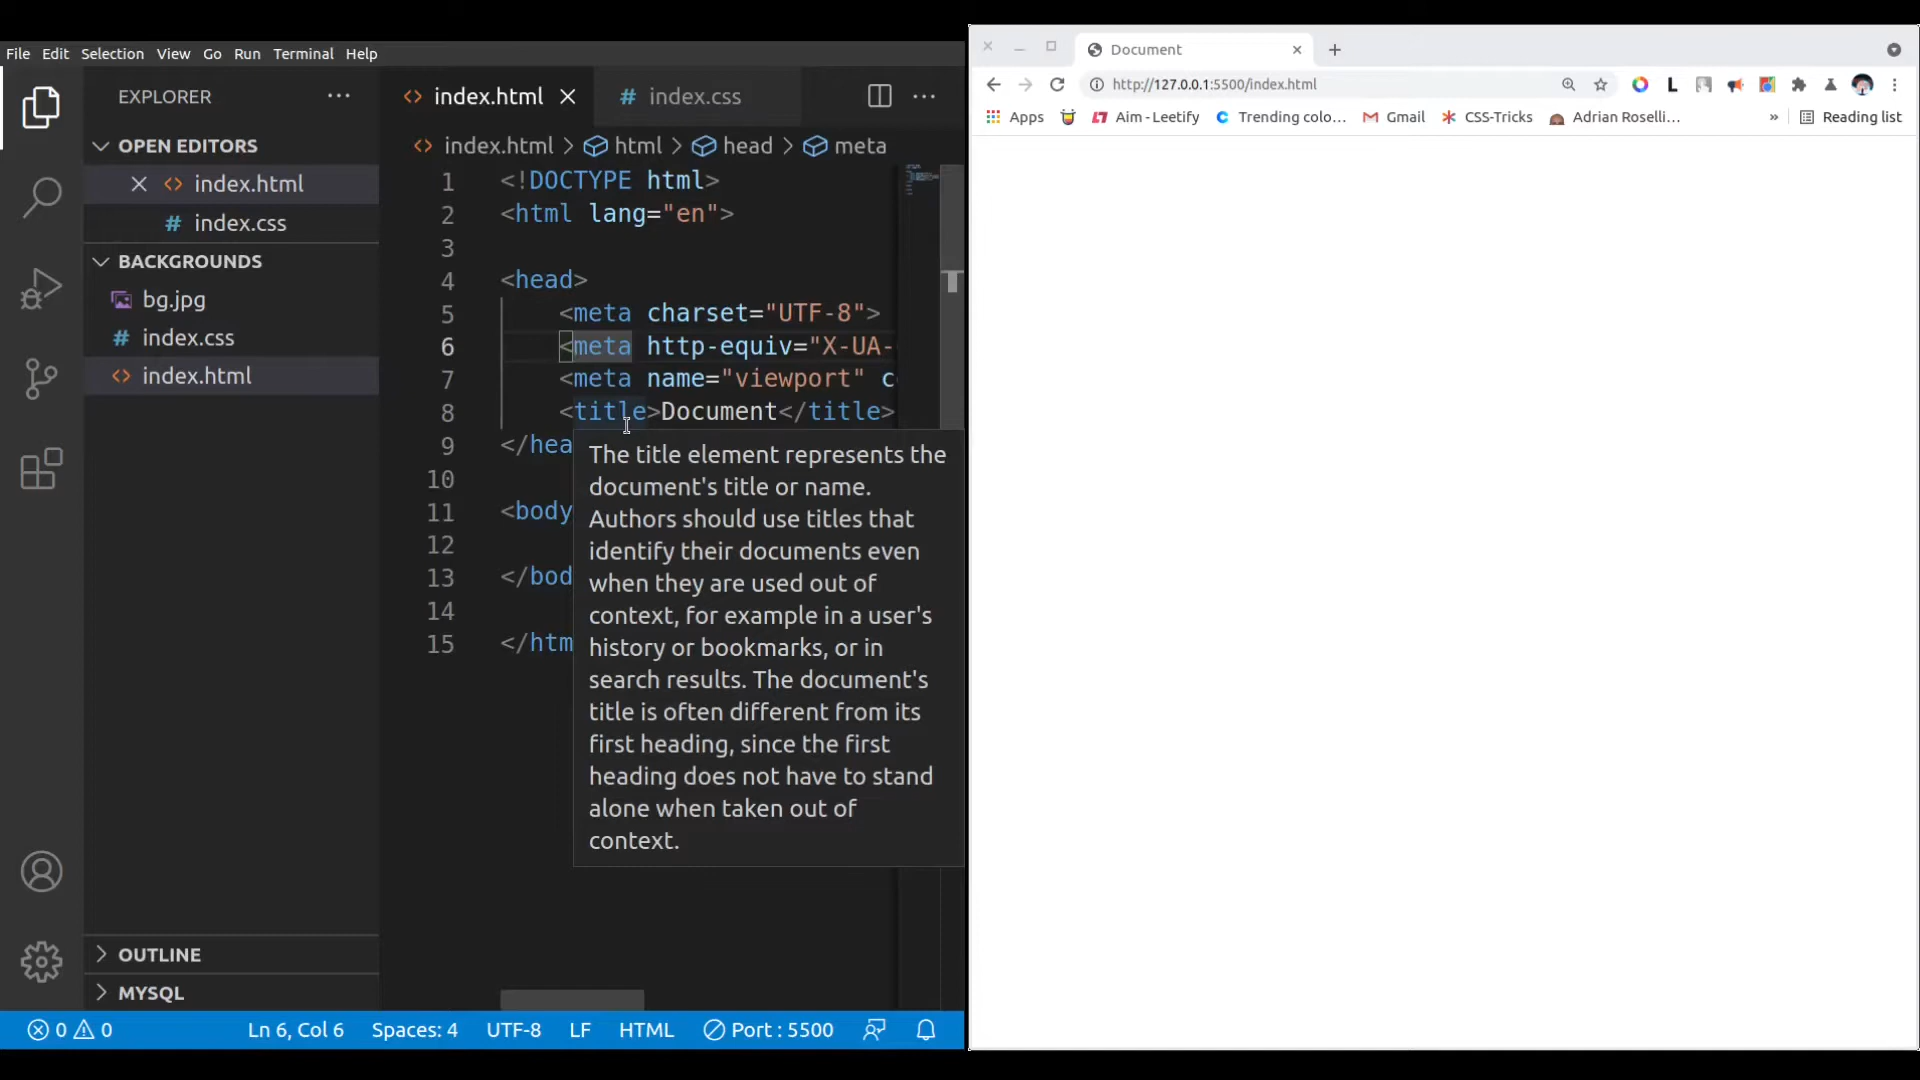 File Edit Selection View Go Run Terminal Help
EXPLORER
OPEN EDITORS
index.html
index.css
BACKGROUNDS
bg.jpg
index.css
index.html
OUTLINE
MYSQL
index.html
index.css
index.html > html > head > meta
1 <!DOCTYPE html>
2 <html lang="en">
3
4 <head>
5 <meta charset="UTF-8">
6 <meta http-equiv="X-UA-
7 <meta name="viewport" c
8 <title>Document</title>
9 </hea
10
11 <body
12
13 </bod
14
15 </htm
The title element represents the
document's title or name.
Authors should use titles that
identify their documents even
when they are used out of
context, for example in a user's
history or bookmarks, or in
search results. The document's
title is often different from its
first heading, since the first
heading does not have to stand
alone when taken out of
context.
0 0 Ln 6, Col 6 Spaces: 4 UTF-8 LF HTML Port : 5500
Document
http://127.0.0.1:5500/index.html
Apps Aim - Leetify Trending colo... Gmail CSS-Tricks Adrian Roselli... » Reading list